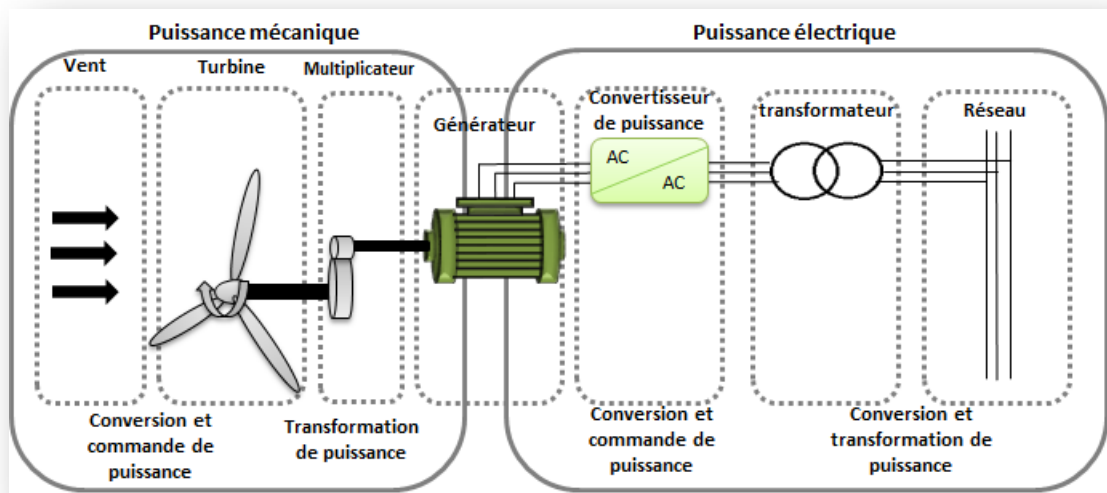 Puissance mécanique
Puissance électrique
Vent
Turbine
Multiplicateur
Générateur
Convertisseur
de puissance
transformateur
Réseau
AC
AC
Conversion et
commande de
puissance
Transformation
de puissance
Conversion et
commande de
puissance
Conversion et
transformation de
puissance